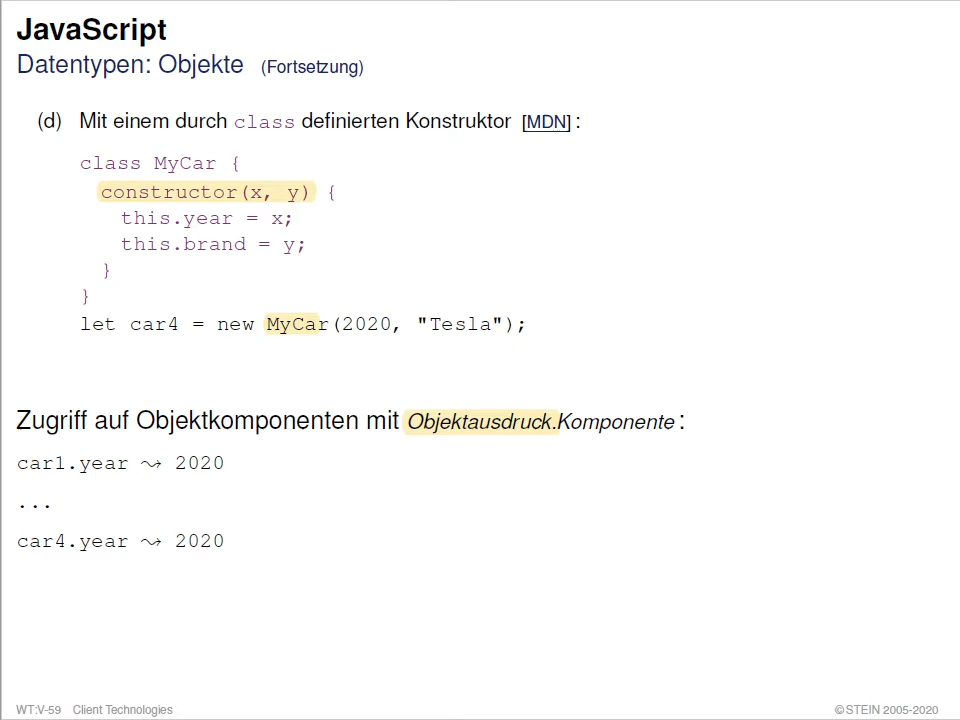 JavaScript
Datentypen: Objekte (Fortsetzung)
(d) Mit einem durch class definierten Konstruktor [MDN] :
class MyCar {
constructor(x, y) {
this.year = x;
this.brand = y;
}
}
let car4 = new MyCar(2020, "Tesla");
Zugriff auf Objektkomponenten mit Objektausdruck.Komponente :
car1.year ⤳ 2020
...
car4.year ⤳ 2020
WT:V-59 Client Technologies
© STEIN 2005-2020